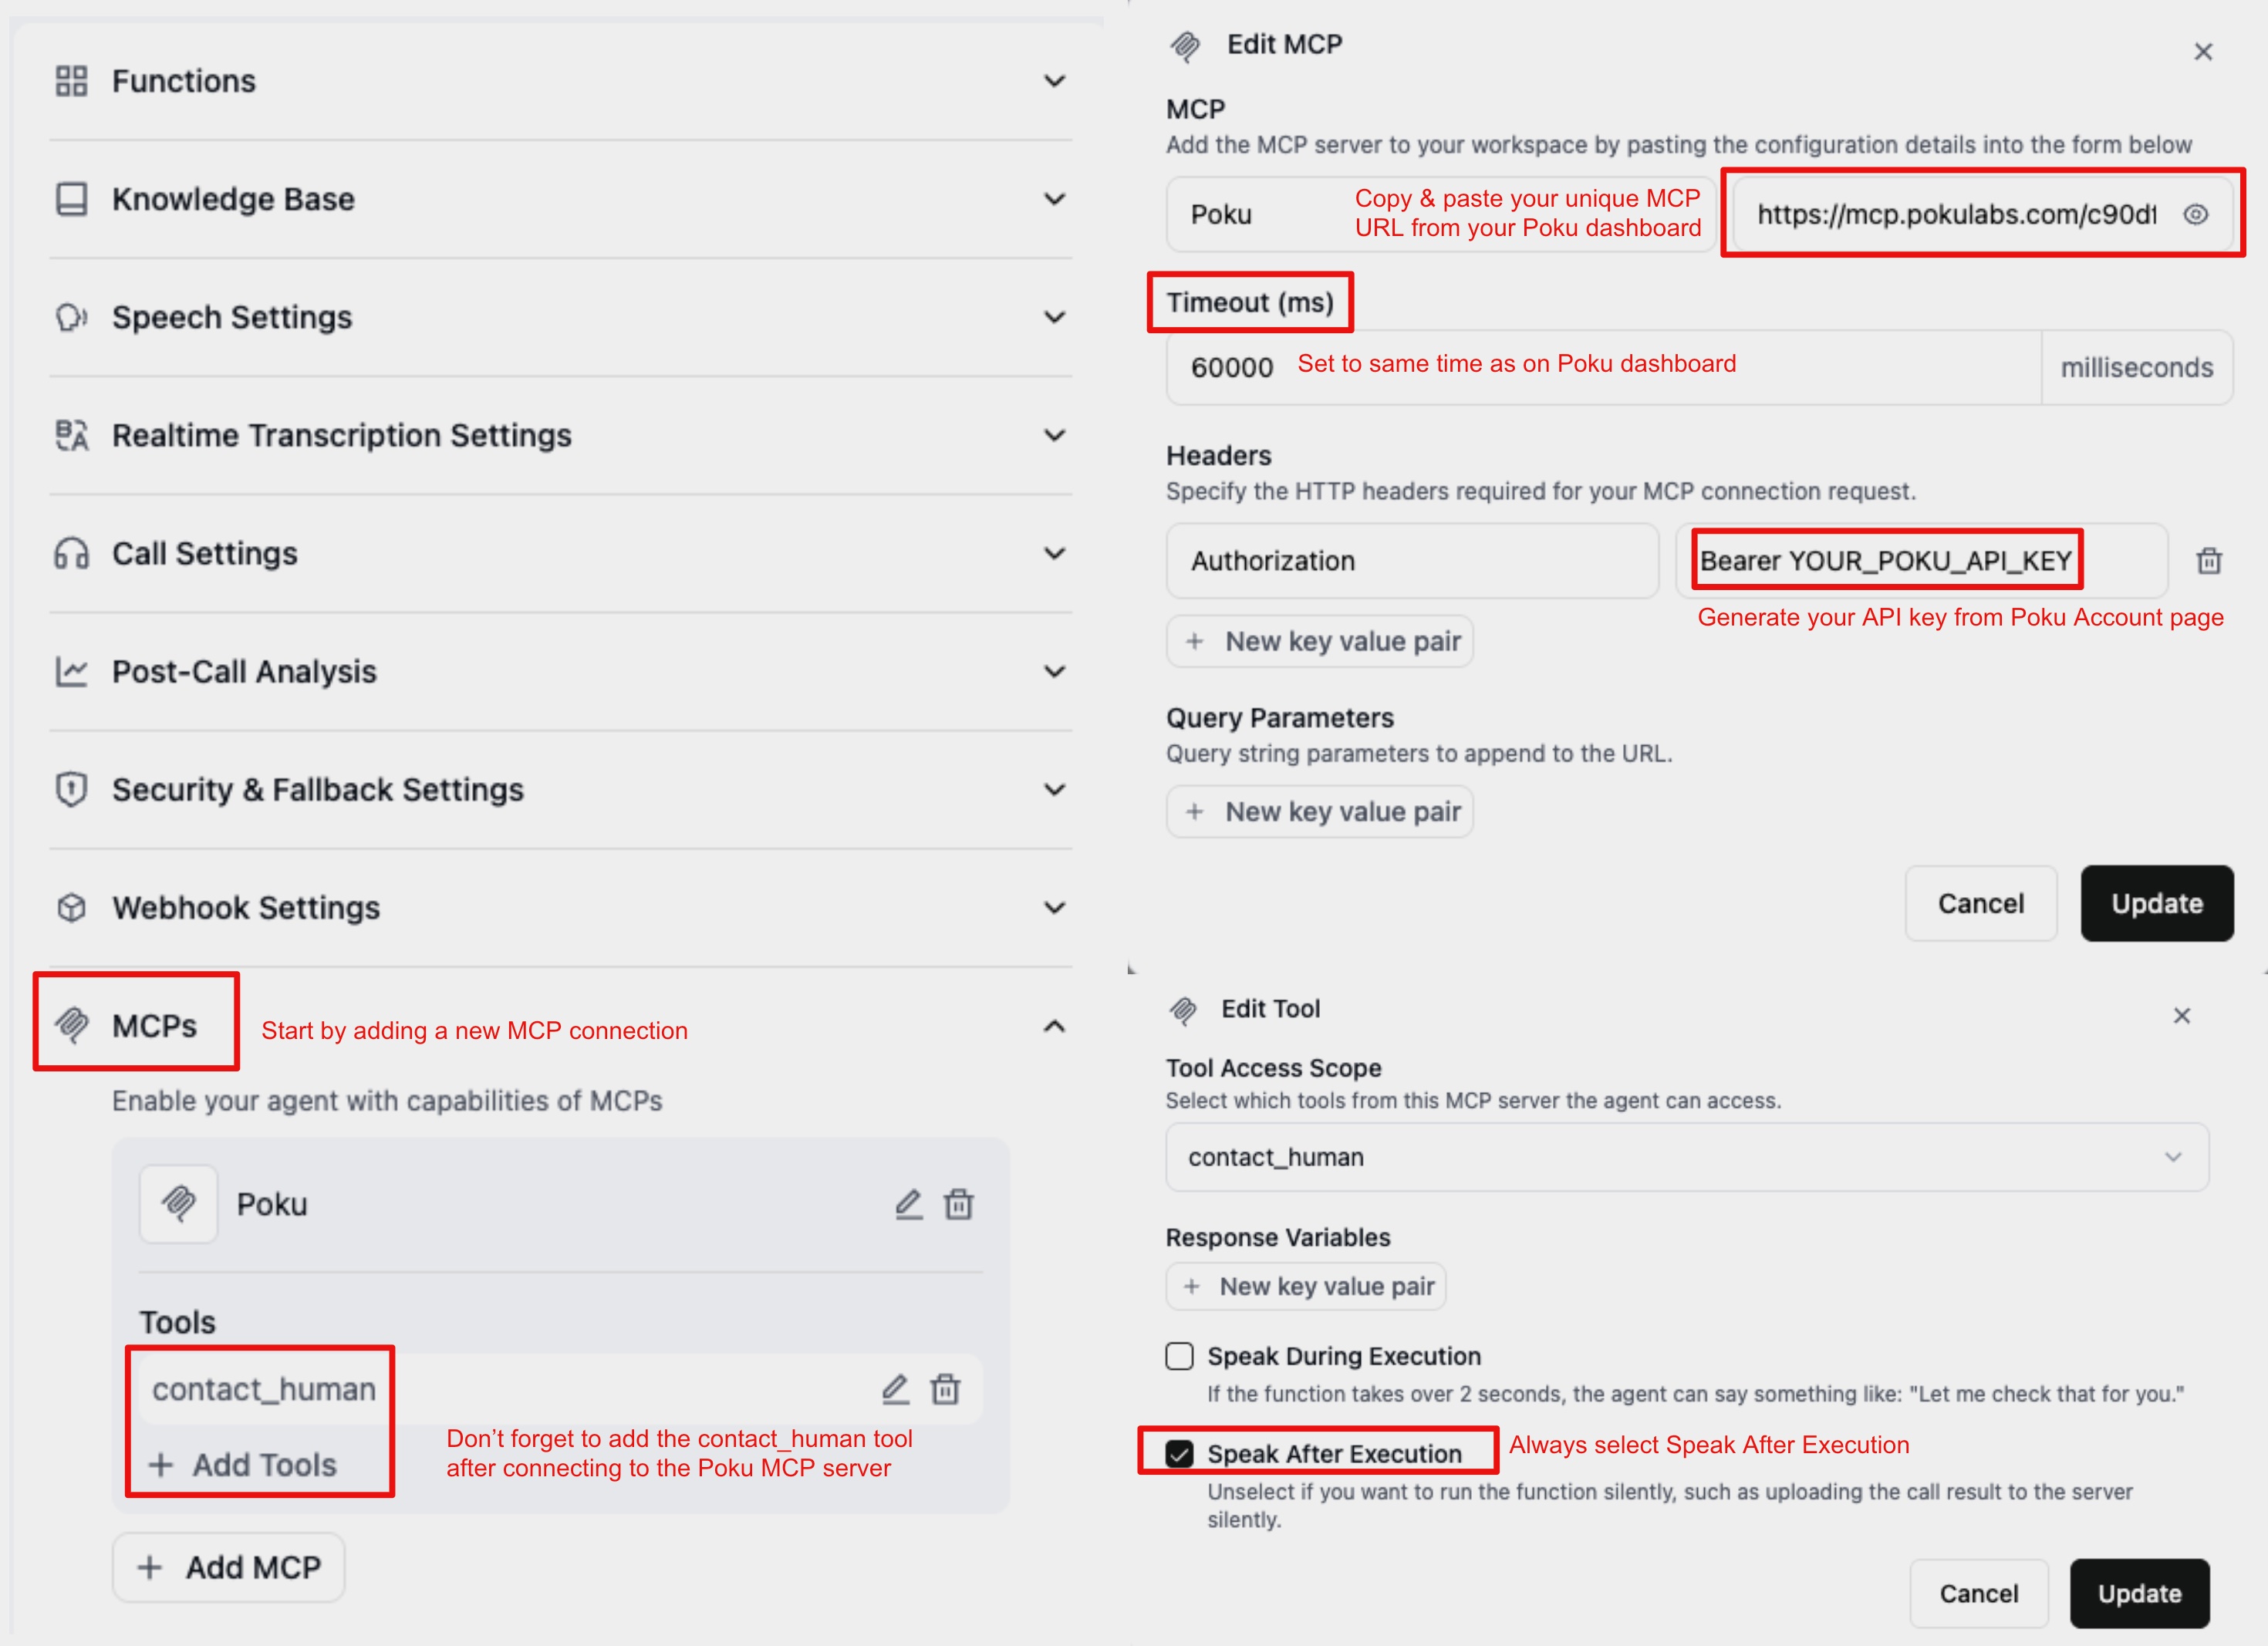 Functions
Knowledge Base
Speech Settings
Realtime Transcription Settings
Call Settings
Post-Call Analysis
Security & Fallback Settings
Webhook Settings
MCPs
Start by adding a new MCP connection
Enable your agent with capabilities of MCPs
Poku
Tools
contact_human
+ Add Tools
Don’t forget to add the contact_human tool
after connecting to the Poku MCP server
+ Add MCP
Edit MCP
MCP
Add the MCP server to your workspace by pasting the configuration details into the form below
Poku
Copy & paste your unique MCP
URL from your Poku dashboard
https://mcp.pokulabs.com/c90df
Timeout (ms)
60000
Set to same time as on Poku dashboard
milliseconds
Headers
Specify the HTTP headers required for your MCP connection request.
Authorization
Bearer YOUR_POKU_API_KEY
Generate your API key from Poku Account page
+ New key value pair
Query Parameters
Query string parameters to append to the URL.
+ New key value pair
Cancel
Update
Edit Tool
Tool Access Scope
Select which tools from this MCP server the agent can access.
contact_human
Response Variables
+ New key value pair
Speak During Execution
If the function takes over 2 seconds, the agent can say something like: "Let me check that for you."
Speak After Execution
Always select Speak After Execution
Unselect if you want to run the function silently, such as uploading the call result to the server
silently.
Cancel
Update